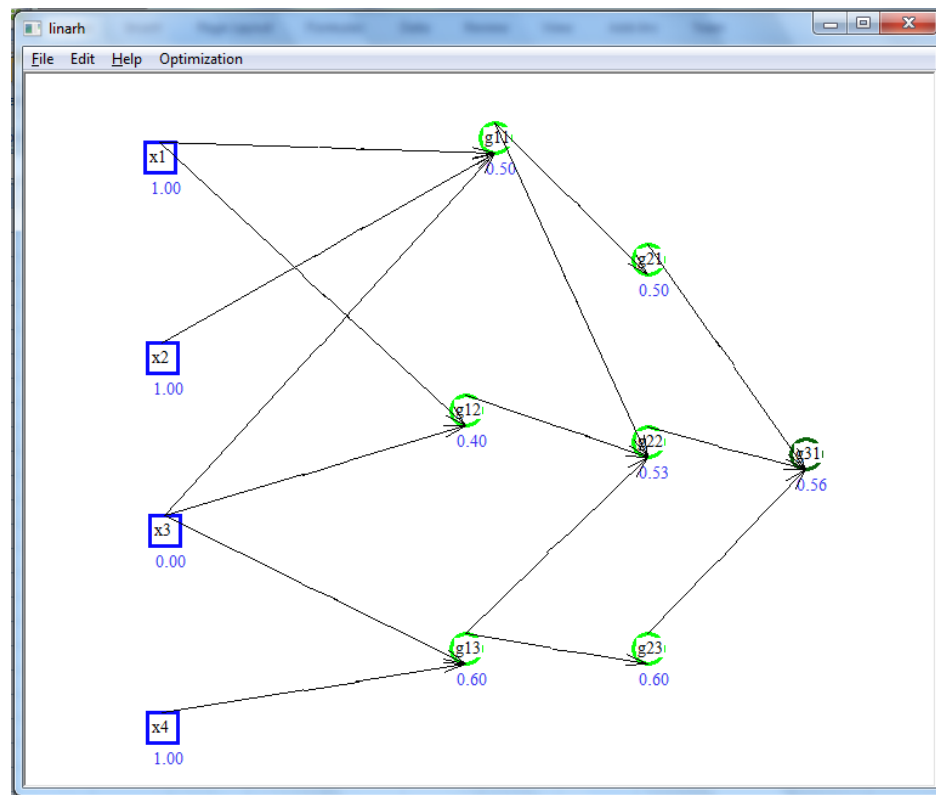 linarh
File Edit Help Optimization
x1
1.00
g11
0.50
g21
0.50
x2
1.00
g12
0.40
g22
0.53
g31
0.56
x3
0.00
g13
0.60
g23
0.60
x4
1.00